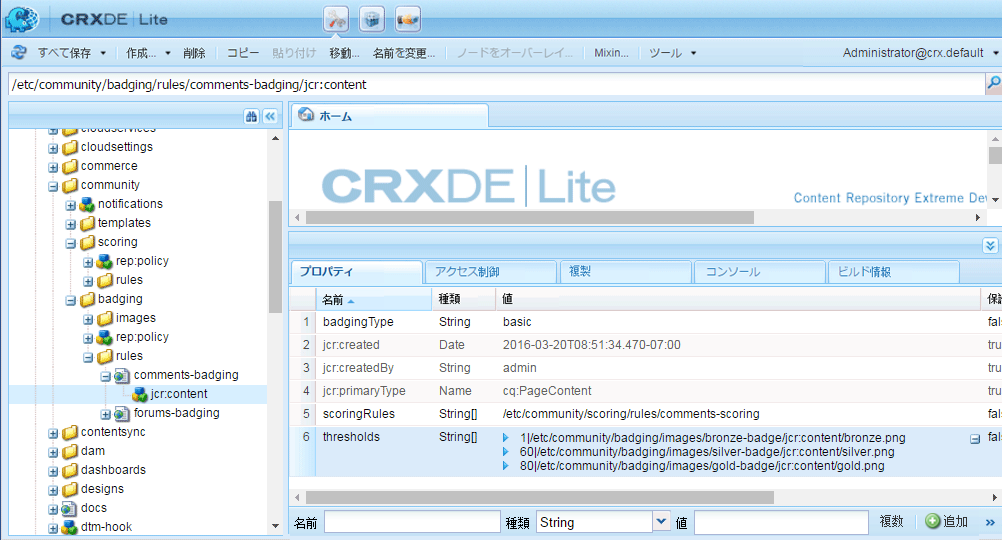 CRXDE | Lite
すべて保存 作成... 削除 コピー 貼り付け 移動... 名前を変更... ノードをオーバーレイ... Mixin... ツール Administrator@crx.default
/etc/community/badging/rules/comments-badging/jcr:content
cloudservices
cloudsettings
commerce
community
notifications
templates
scoring
rep:policy
rules
badging
images
rep:policy
rules
comments-badging
jcr:content
forums-badging
contentsync
dam
dashboards
designs
docs
dtm-hook
ホーム
CRXDE | Lite
Content Repository Extreme Dev
プロパティ アクセス制御 複製 コンソール ビルド情報
名前 種類 値 保護
1 badgingType String basic fals
2 jcr:created Date 2016-03-20T08:51:34.470-07:00 tru
3 jcr:createdBy String admin tru
4 jcr:primaryType Name cq:PageContent tru
5 scoringRules String[] /etc/community/scoring/rules/comments-scoring fals
6 thresholds String[] 1|/etc/community/badging/images/bronze-badge/jcr:content/bronze.png fals
60|/etc/community/badging/images/silver-badge/jcr:content/silver.png
80|/etc/community/badging/images/gold-badge/jcr:content/gold.png
名前 種類 String 値 複数 追加 »